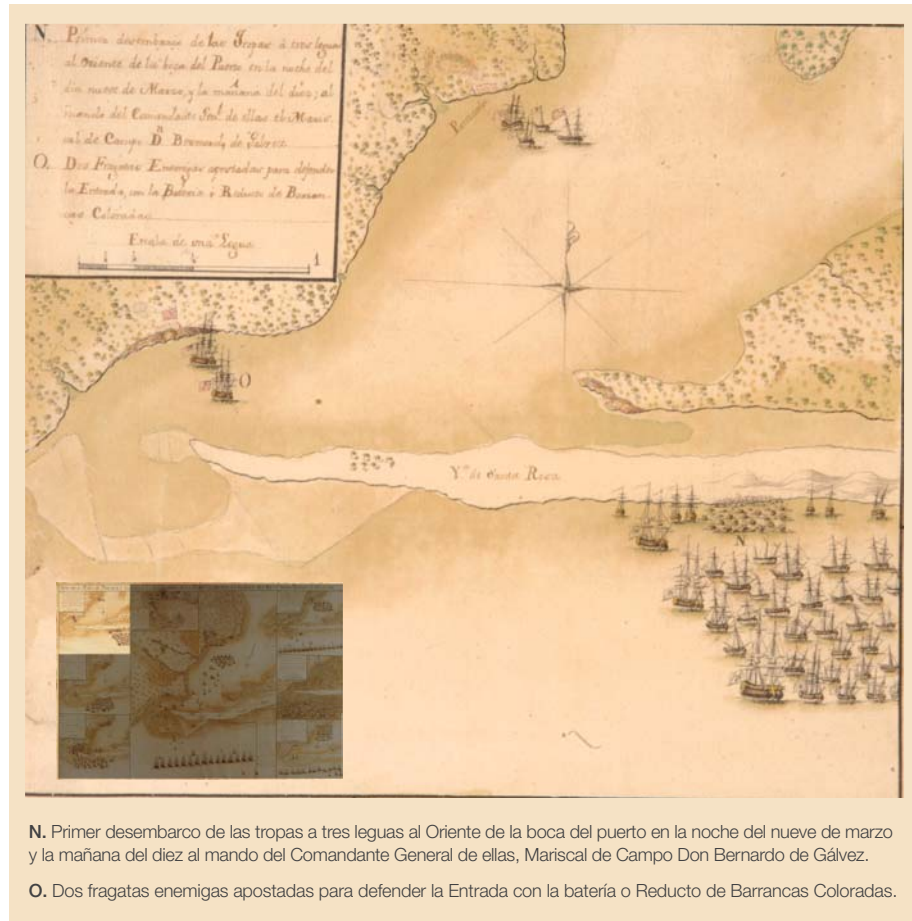 N. Primer desembarco de las Tropas à tres leguas
al Oriente de la boca del Puerto en la noche del
dia nueve de Marzo, y la mañana del diez; al
mando del Comandante Gral. de ellas el Maris-
cal de Campo Dn. Bernardo de Galvez
O. Dos Fragatas Enemigas apostadas para defender
la Entrada, con la Bateria ò Reducto de Barran-
cas Coloradas
Escala de una Legua
1
O
Yª de Santa Rosa
N
N. Primer desembarco de las tropas a tres leguas al Oriente de la boca del puerto en la noche del nueve de marzo
y la mañana del diez al mando del Comandante General de ellas, Mariscal de Campo Don Bernardo de Gálvez.
O. Dos fragatas enemigas apostadas para defender la Entrada con la batería o Reducto de Barrancas Coloradas.